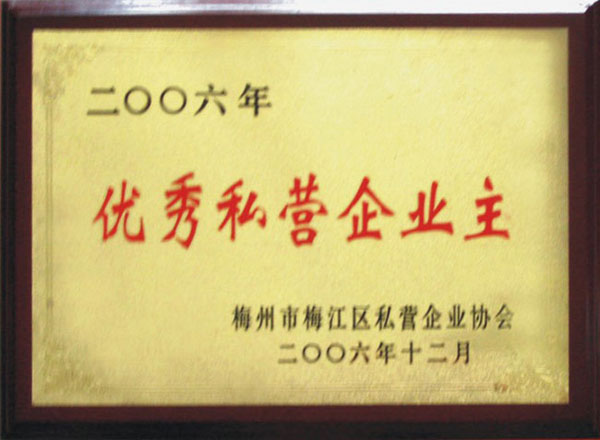 二〇〇六年
优秀私营企业主
梅州市梅江区私营企业协会
二〇〇六年十二月